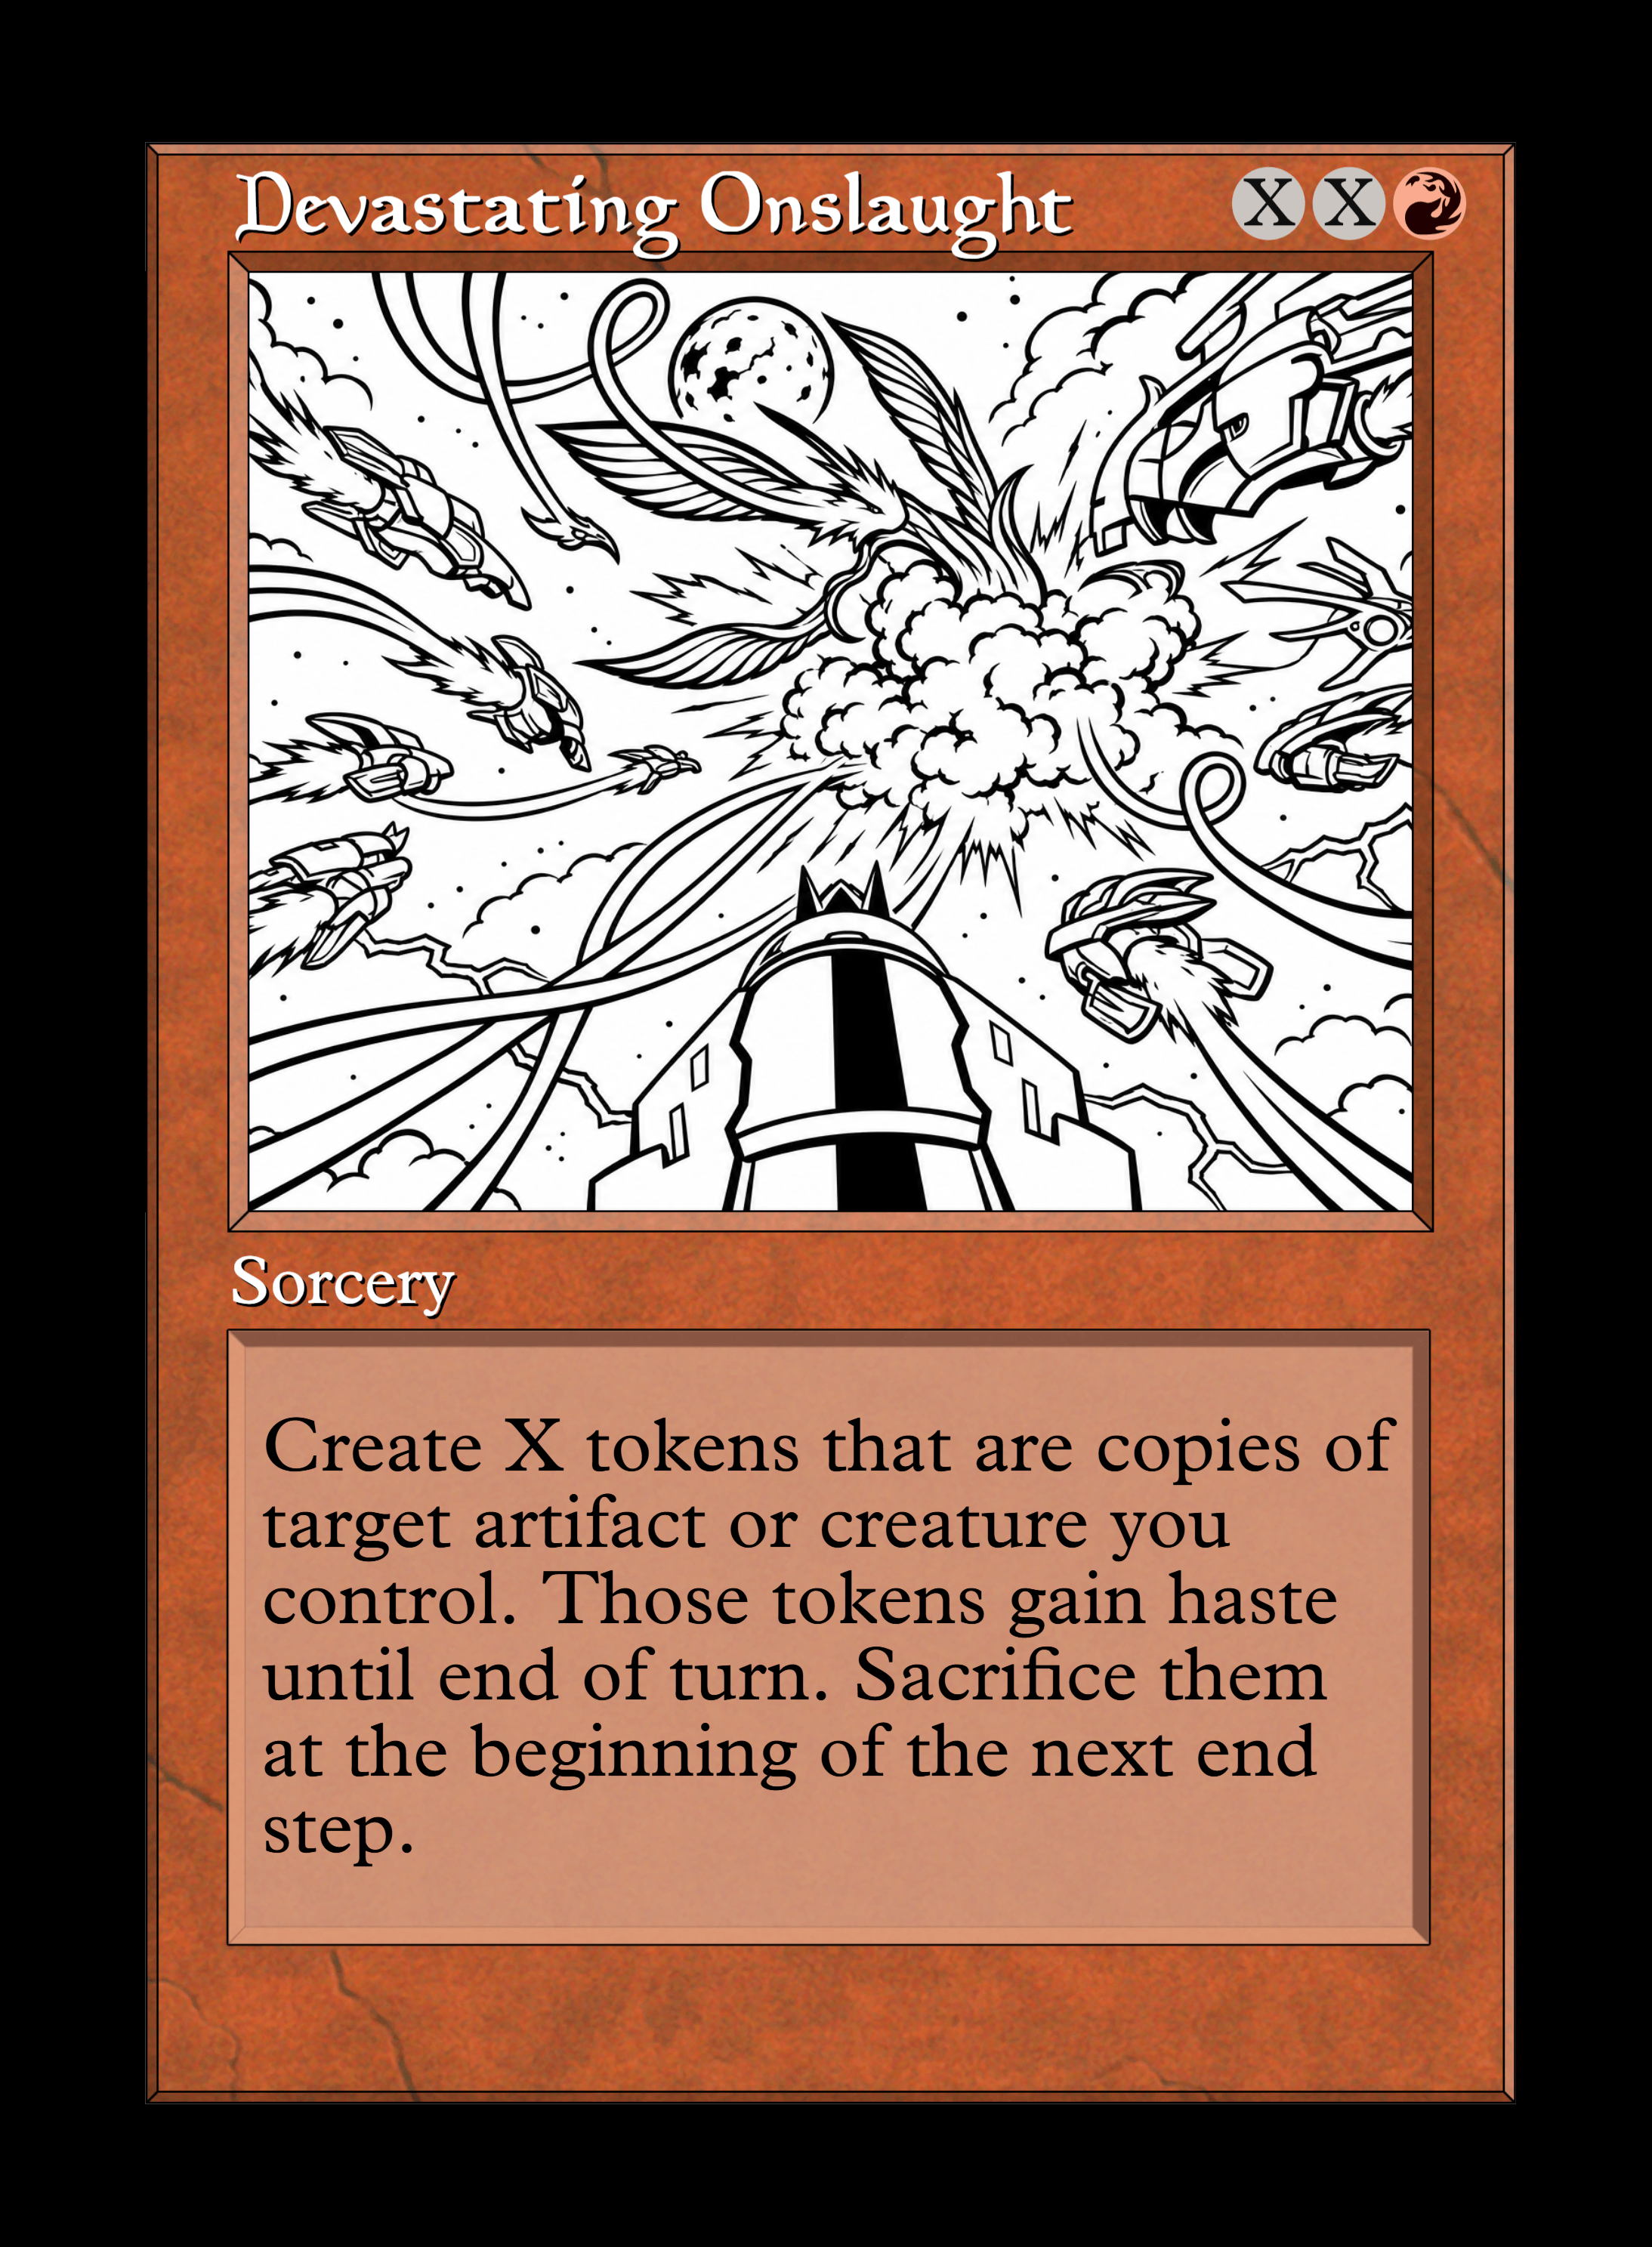 Devastating Onslaught X X
Sorcery
Create X tokens that are copies of
target artifact or creature you
control. Those tokens gain haste
until end of turn. Sacrifice them
at the beginning of the next end
step.